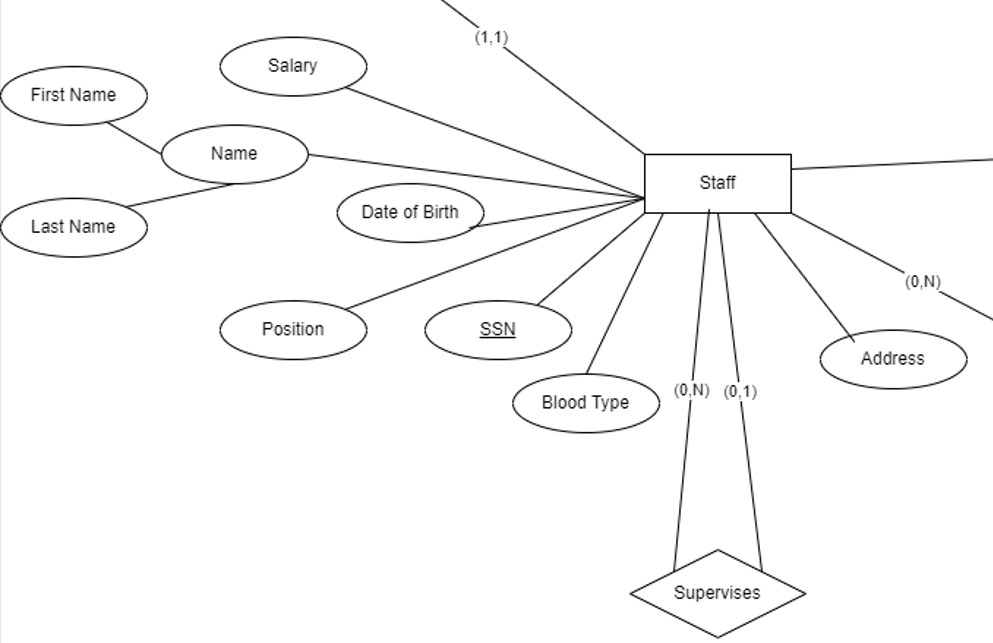 (1,1)
Salary
First Name
Name
Staff
Date of Birth
Last Name
(0,N)
Position
SSN
Address
(0,N)
(0,1)
Blood Type
Supervises